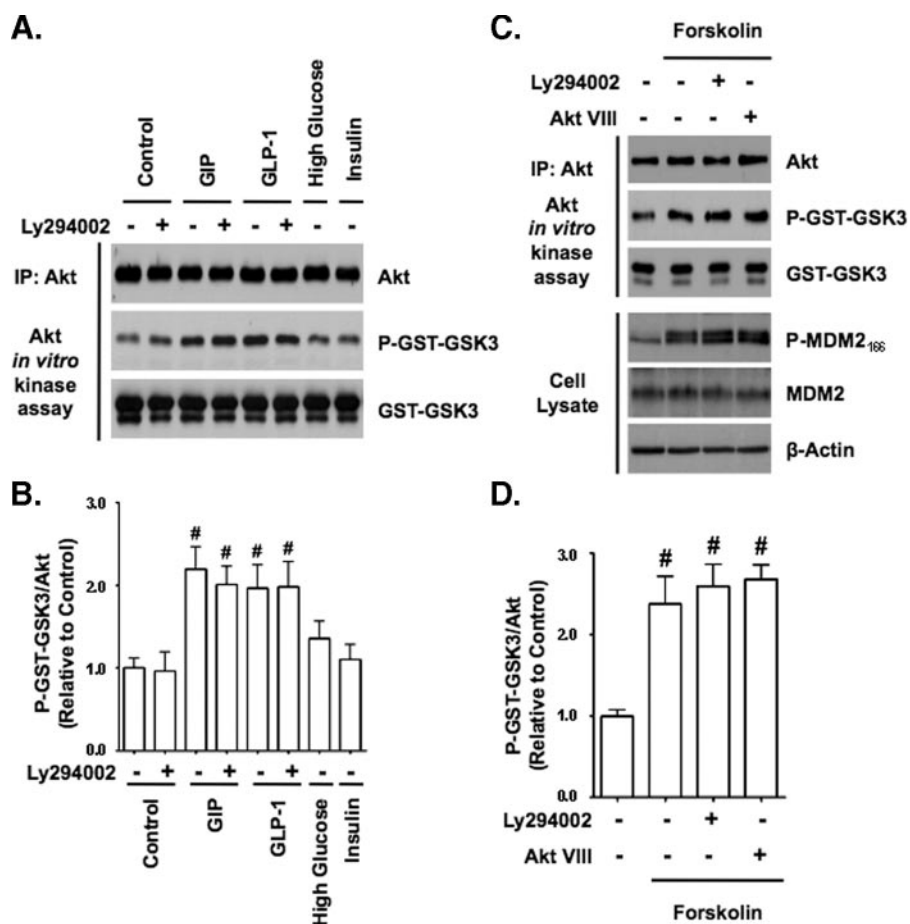 A.
Control
GIP
GLP-1
High Glucose
Insulin
Ly294002 - + - + - + - -
IP: Akt
Akt
Akt
in vitro
kinase
assay
P-GST-GSK3
GST-GSK3
B.
P-GST-GSK3/Akt
(Relative to Control)
3.0
2.0
1.0
0.0
# # # #
Ly294002 - + - + - + - -
Control
GIP
GLP-1
High Glucose
Insulin
C.
Forskolin
Ly294002 - - + -
Akt VIII - - - +
IP: Akt
Akt
Akt
in vitro
kinase
assay
P-GST-GSK3
GST-GSK3
Cell
Lysate
P-MDM2166
MDM2
β-Actin
D.
P-GST-GSK3/Akt
(Relative to Control)
3.0
2.0
1.0
0.0
# # #
Ly294002 - - + -
Akt VIII - - - +
Forskolin